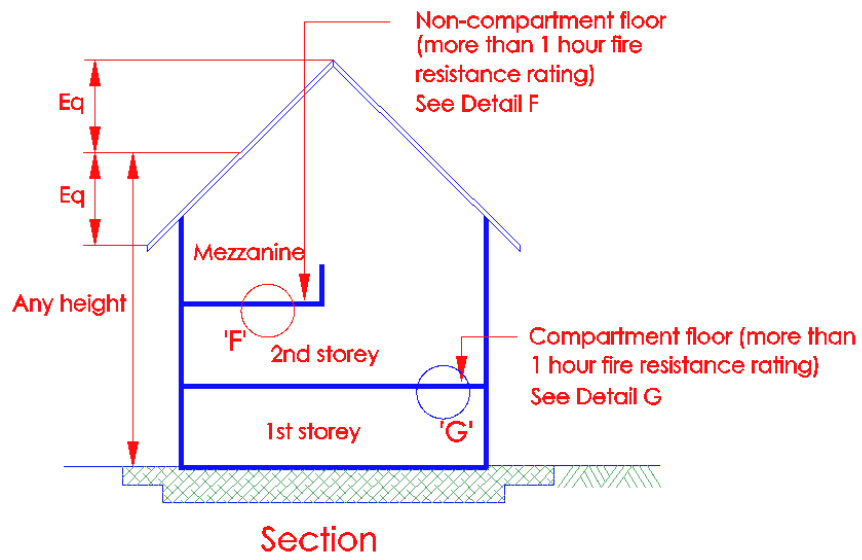 Non-compartment floor
(more than 1 hour fire
resistance rating)
See Detail F
Eq
Eq
Mezzanine
Any height
'F'
2nd storey
Compartment floor (more than
1 hour fire resistance rating)
See Detail G
1st storey
'G'
Section